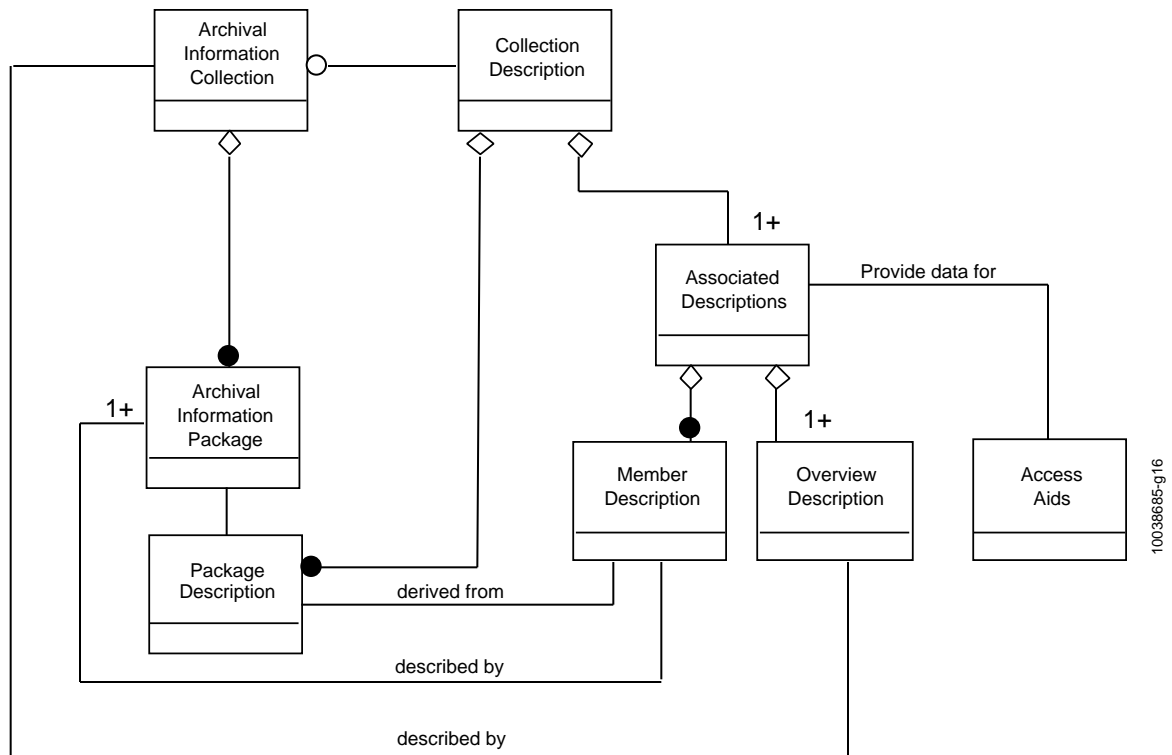 Archival
Information
Collection
Collection
Description
1+
Associated
Descriptions
Provide data for
Archival
Information
Package
1+
1+
Member
Description
Overview
Description
Access
Aids
Package
Description
derived from
described by
described by
10038685-g16